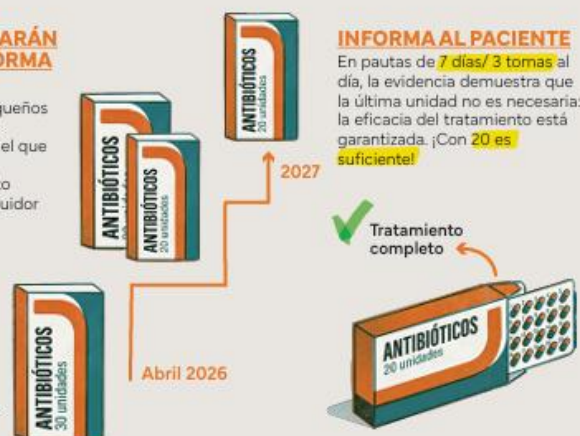 ARÁN
ORMA
queños
el que
to
uidor
ANTIBIÓTICOS
30 unidades
Abril 2026
ANTIBIÓTICOS
ANTIBIÓTICOS
20 unidades
2027
ANTIBIÓTICOS
20 unidades
INFORMA AL PACIENTE
En pautas de 7 días/ 3 tomas al
día, la evidencia demuestra que
la última unidad no es necesaria:
la eficacia del tratamiento está
garantizada. ¡Con 20 es
suficiente!
Tratamiento
completo
ANTIBIÓTICOS
20 unidades